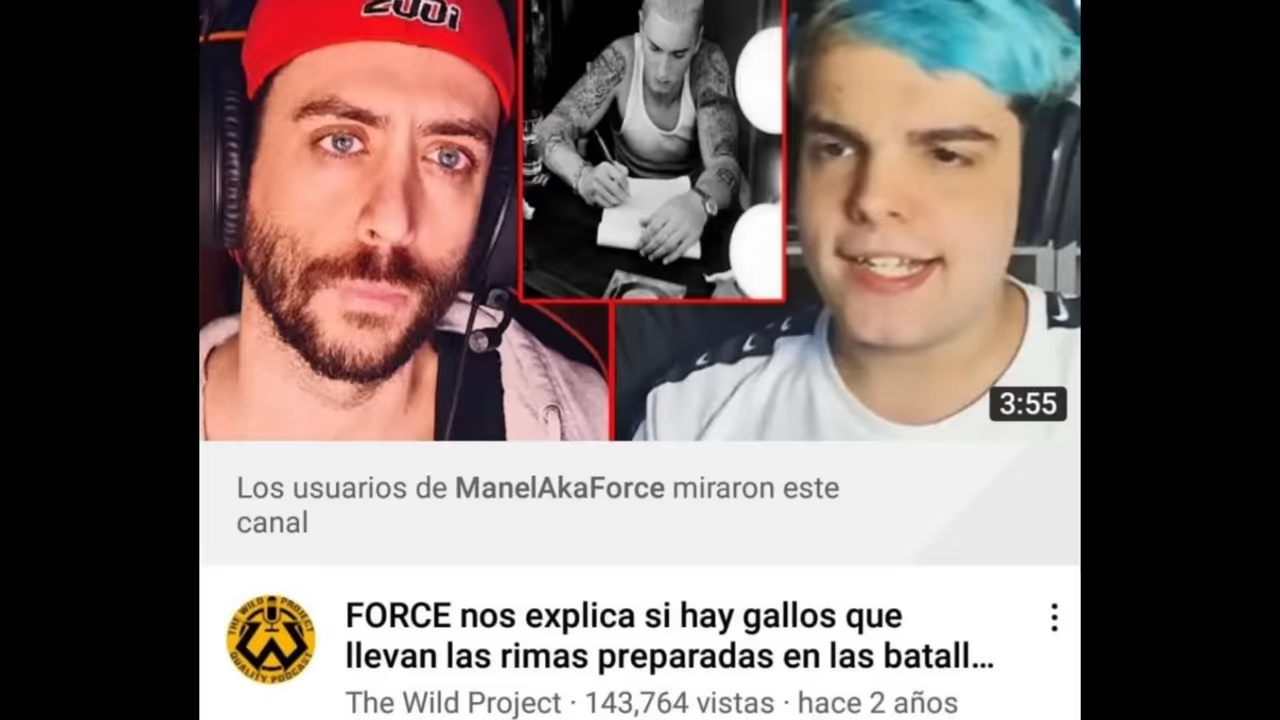 2001
3:55
Los usuarios de ManelAkaForce miraron este
canal
THE WILD PROJECT
QUALITY PODCAST
FORCE nos explica si hay gallos que
llevan las rimas preparadas en las batall...
The Wild Project · 143,764 vistas · hace 2 años